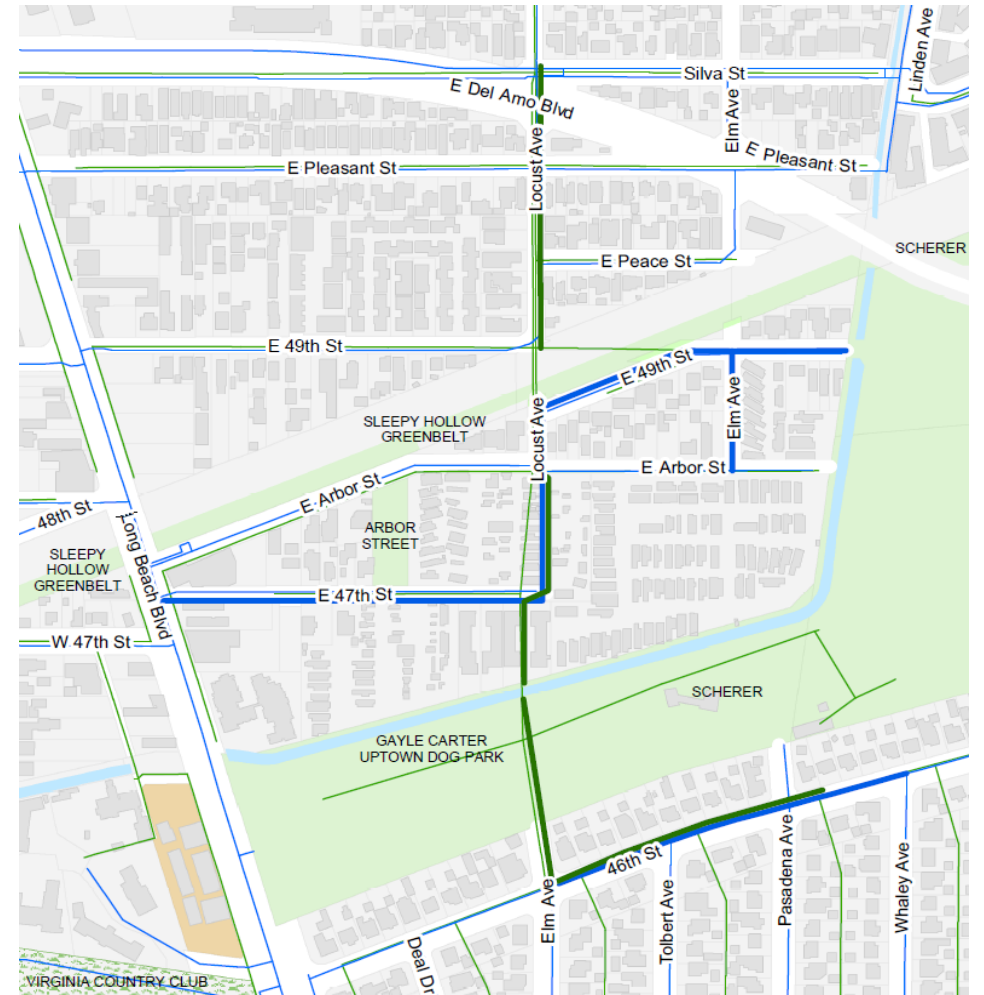 Linden Ave
Silva St
E Del Amo Blvd
Elm Ave
Locust Ave
E Pleasant St
E Pleasant St
SCHERER
E Peace St
E 49th St
E 49th St
Locust Ave
Elm Ave
SLEEPY HOLLOW
GREENBELT
E Arbor St
E Arbor St
48th St
Long Beach Blvd
ARBOR
STREET
SLEEPY
HOLLOW
GREENBELT
E 47th St
W 47th St
SCHERER
GAYLE CARTER
UPTOWN DOG PARK
46th St
Pasadena Ave
Whaley Ave
Elm Ave
Tolbert Ave
Deal Dr
VIRGINIA COUNTRY CLUB